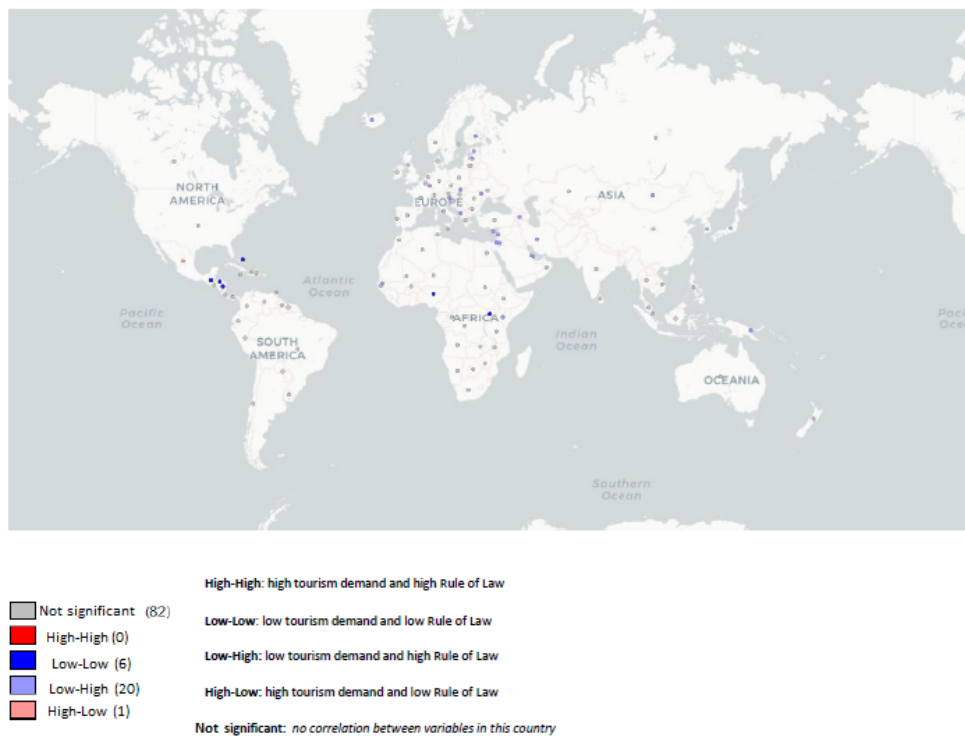 NORTH
AMERICA
EUROPE
ASIA
Atlantic
Ocean
Pacific
Ocean
AFRICA
Indian
Ocean
SOUTH
AMERICA
OCEANIA
Southern
Ocean
Paci
Oc
High-High: high tourism demand and high Rule of Law
Not significant (82)
Low-Low: low tourism demand and low Rule of Law
High-High (0)
Low-Low (6)
Low-High: low tourism demand and high Rule of Law
Low-High (20)
High-Low: high tourism demand and low Rule of Law
High-Low (1)
Not significant: no correlation between variables in this country